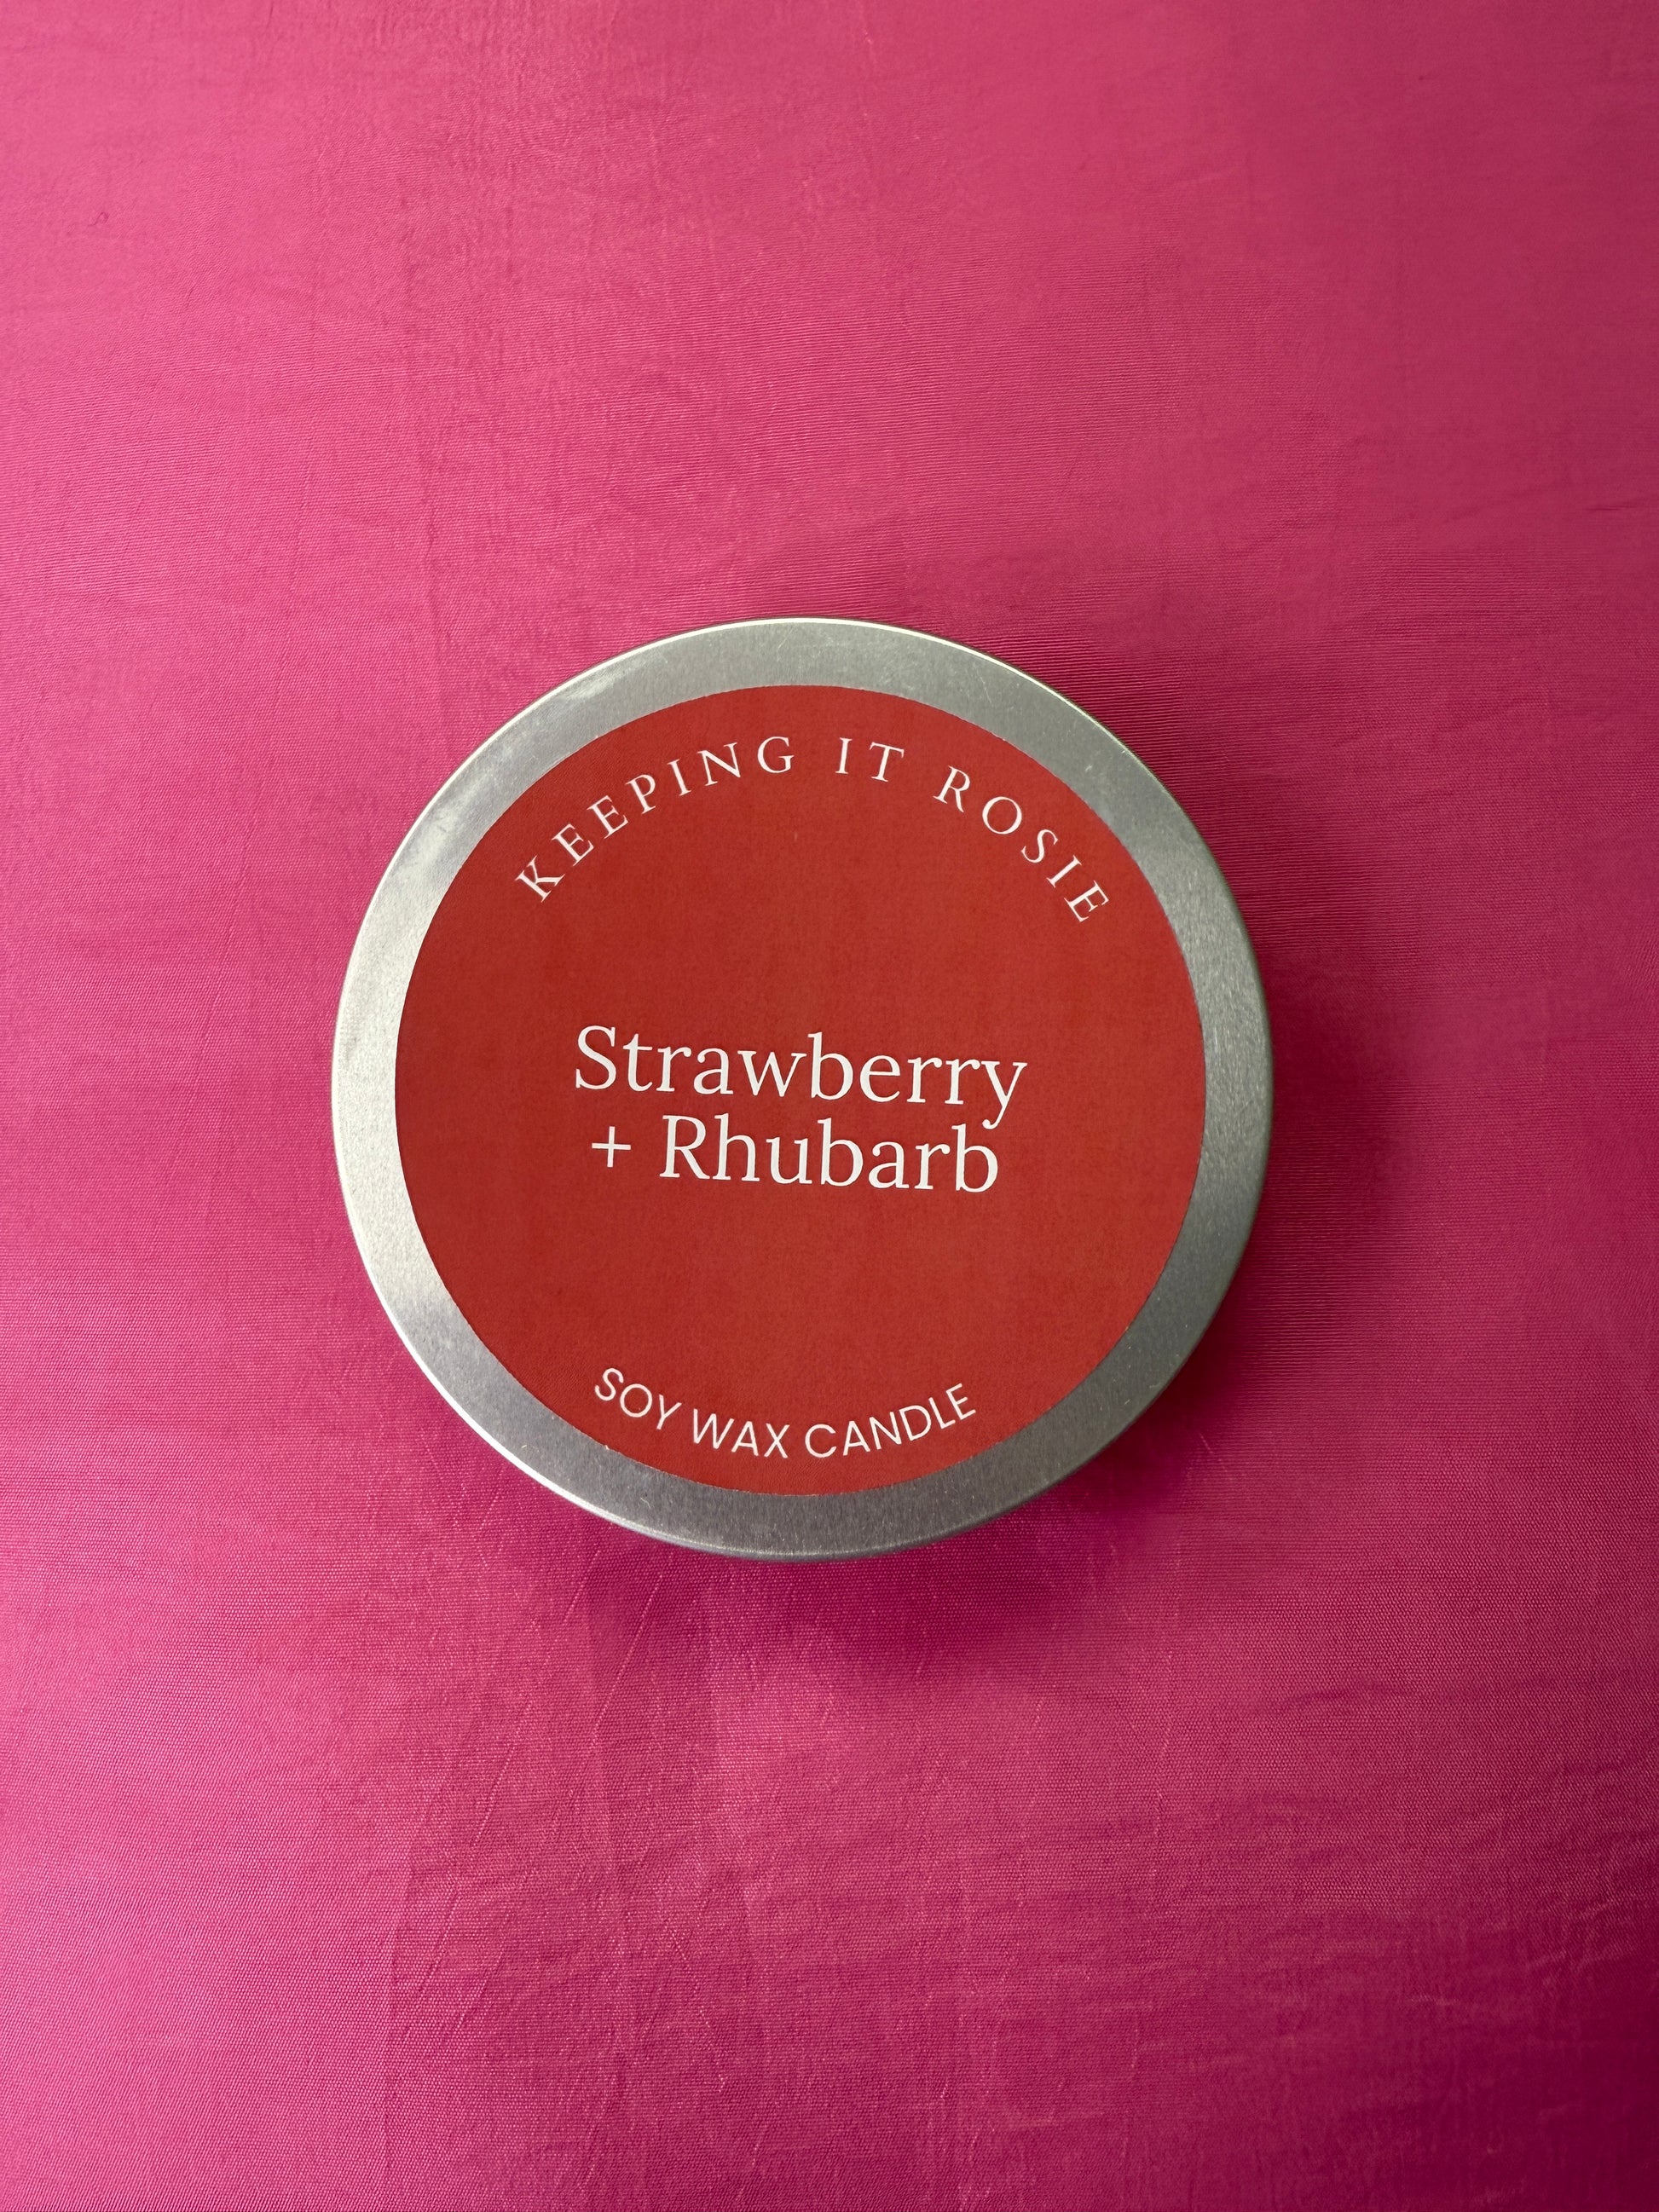 KEEPING IT ROSIE
Strawberry
+ Rhubarb
SOY WAX CANDLE